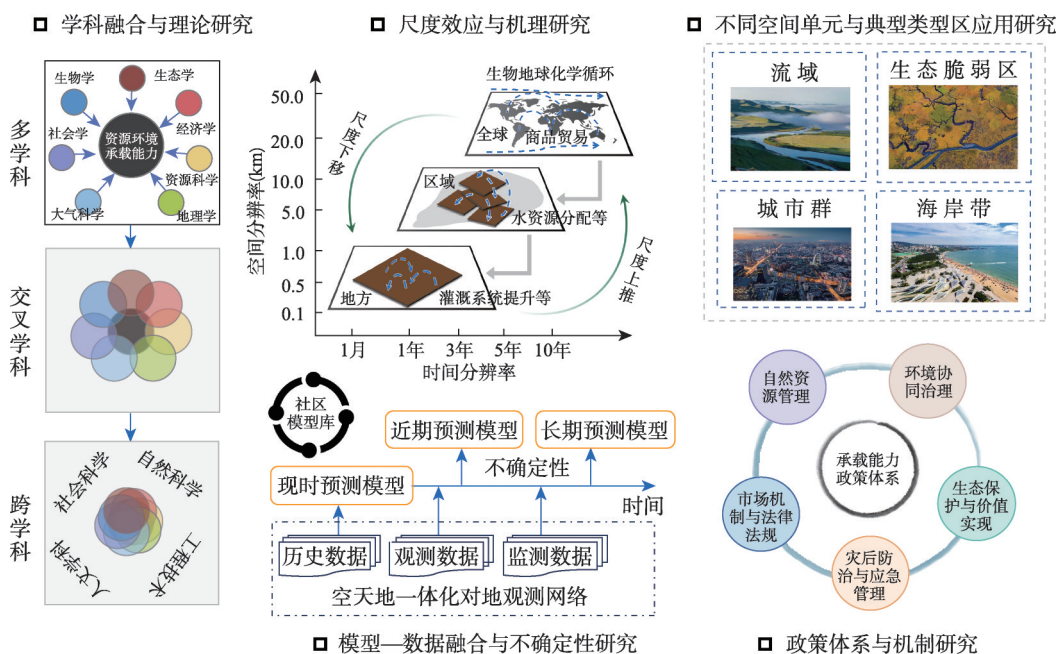 学科融合与理论研究
多学科
生物学
生态学
社会学
经济学
资源环境
承载能力
资源科学
大气科学
地理学
交叉学科
跨学科
社会科学
自然科学
人文学科
工程技术
尺度效应与机理研究
空间分辨率(km)
50.0
20.0
10.0
5.0
1.0
0.5
0.1
尺度下移
生物地球化学循环
全球
商品贸易
区域
水资源分配等
地方
灌溉系统提升等
尺度上推
1月
1年
3年
5年
10年
时间分辨率
社区
模型库
近期预测模型
长期预测模型
不确定性
现时预测模型
时间
历史数据
观测数据
监测数据
空天地一体化对地观测网络
模型—数据融合与不确定性研究
不同空间单元与典型类型区应用研究
流域
生态脆弱区
城市群
海岸带
自然资
源管理
环境协
同治理
承载能力
政策体系
市场机
制与法律
法规
生态保
护与价值
实现
灾后防
治与应急
管理
政策体系与机制研究